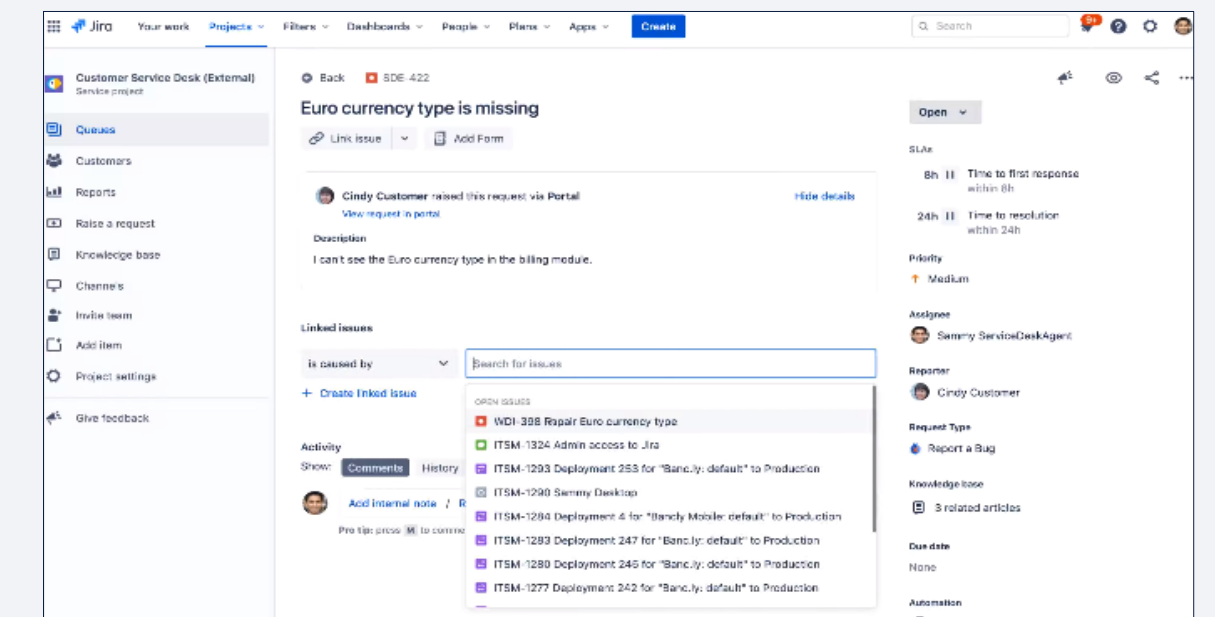 Jira Your work Projects Filters Dashboards People Plans Apps Create Search 9+
Customer Service Desk (External)
Service project
Queues
Customers
Reports
Raise a request
Knowledge base
Channels
Invite team
Add item
Project settings
Give feedback
Back SDE-422
Euro currency type is missing
Link issue Add Form
Cindy Customer raised this request via Portal Hide details
View request in portal
Description
I can't see the Euro currency type in the billing module.
Linked issues
is caused by Search for issues
+ Create linked issue
OPEN ISSUES
WDI-398 Repair Euro currency type
ITSM-1324 Admin access to Jira
ITSM-1293 Deployment 253 for "Banc.ly: default" to Production
ITSM-1290 Sammy Desktop
ITSM-1284 Deployment 4 for "Bancly Mobile: default" to Production
ITSM-1283 Deployment 247 for "Banc.ly: default" to Production
ITSM-1280 Deployment 245 for "Banc.ly: default" to Production
ITSM-1277 Deployment 242 for "Banc.ly: default" to Production
Activity
Show: Comments History
Add internal note / R
Pro tip: press M to comme
Open
SLAs
8h Time to first response
within 8h
24h Time to resolution
within 24h
Priority
Medium
Assignee
Sammy ServiceDeskAgent
Reporter
Cindy Customer
Request Type
Report a Bug
Knowledge base
3 related articles
Due date
None
Automation